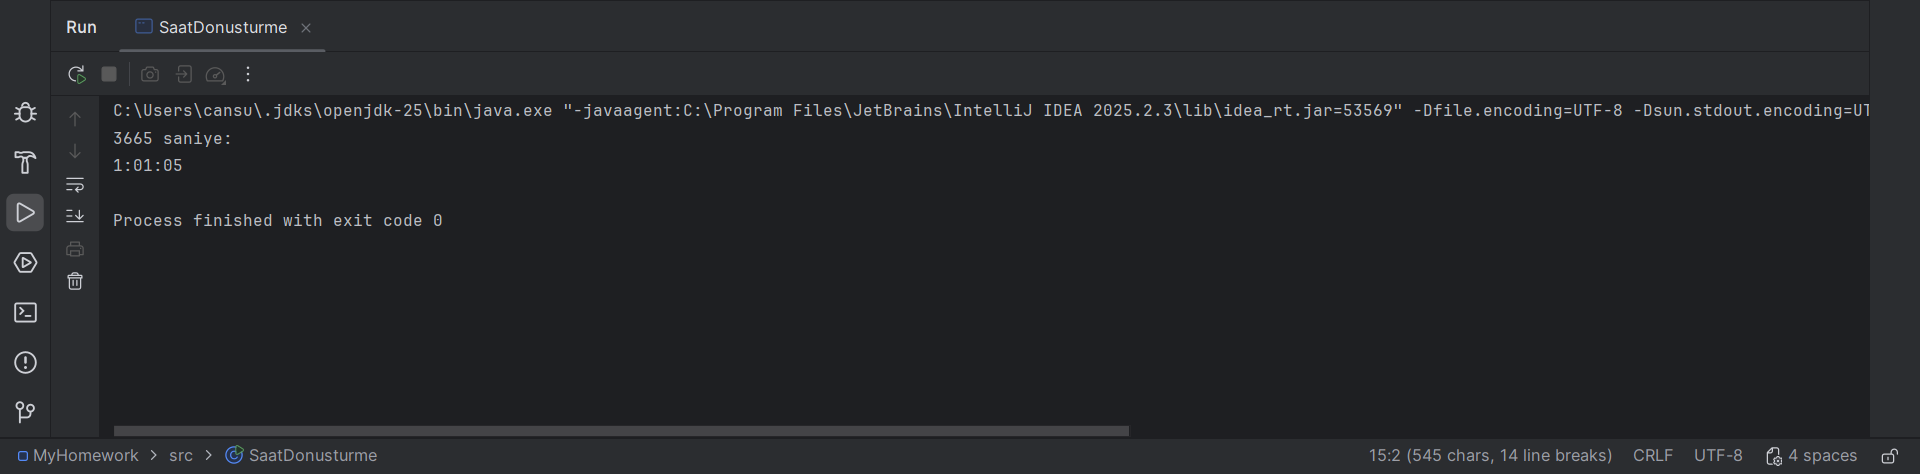 Run SaatDonusturme
C:\Users\cansu\.jdks\openjdk-25\bin\java.exe "-javaagent:C:\Program Files\JetBrains\IntelliJ IDEA 2025.2.3\lib\idea_rt.jar=53569" -Dfile.encoding=UTF-8 -Dsun.stdout.encoding=UT
3665 saniye:
1:01:05
Process finished with exit code 0
MyHomework > src > SaatDonusturme 15:2 (545 chars, 14 line breaks) CRLF UTF-8 4 spaces